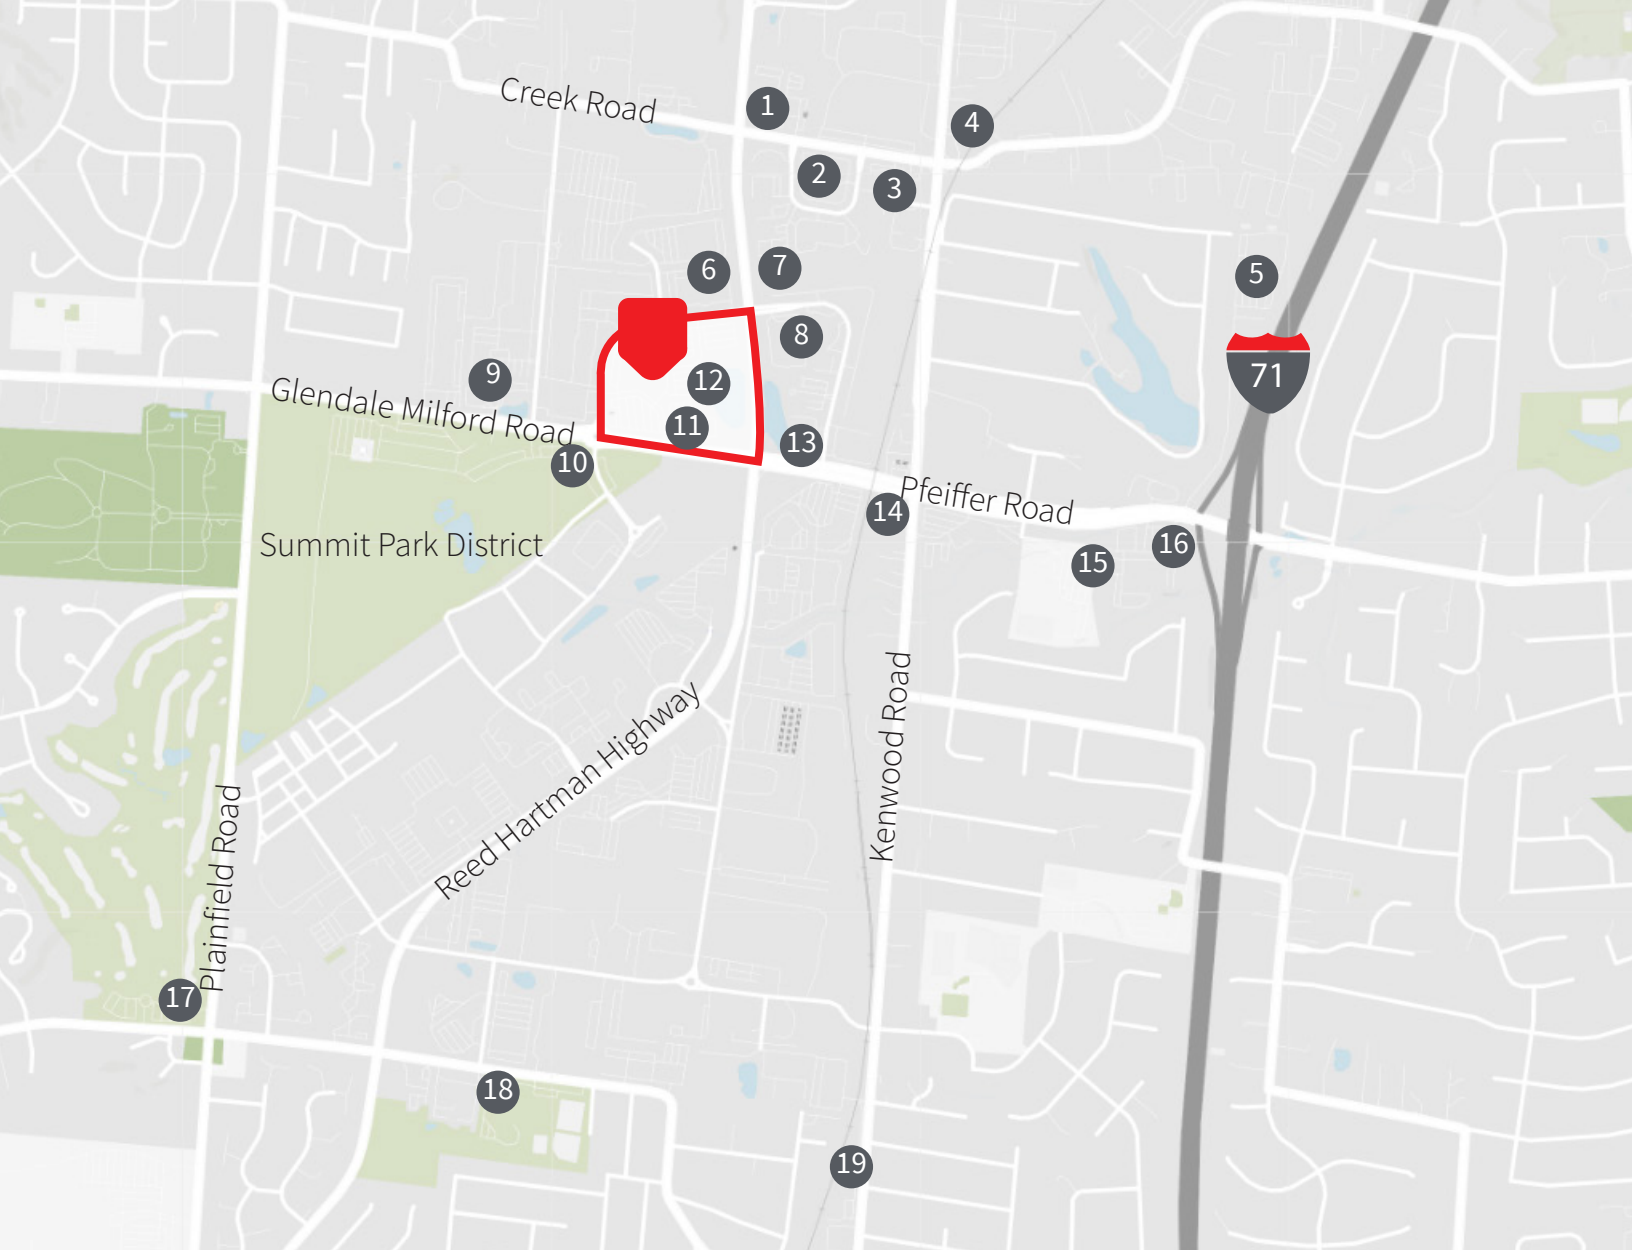 Creek Road
1
4
2
3
6
7
5
8
71
9
12
Glendale Milford Road
11
13
10
Pfeiffer Road
14
Summit Park District
16
15
Kenwood Road
Reed Hartman Highway
Plainfield Road
17
18
19